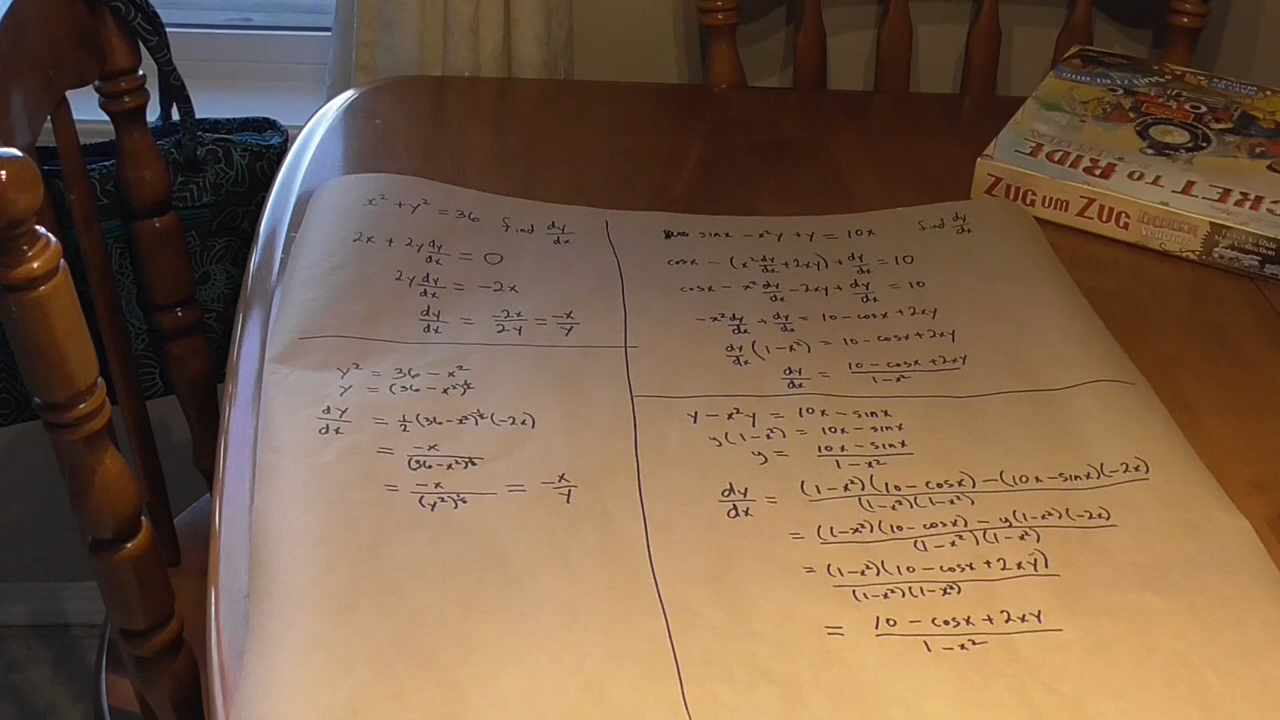 x² + y² = 36 find dy/dx
2x + 2y dy/dx = 0
2y dy/dx = -2x
dy/dx = -2x/2y = -x/y
y² = 36 - x²
y = (36 - x²)^½
dy/dx = ½(36-x²)^-½(-2x)
= -x/(36-x²)^½
= -x/(y²)^½ = -x/y
sinx - x²y + y = 10x find dy/dx
cosx - (x² dy/dx + 2xy) + dy/dx = 10
cosx - x² dy/dx - 2xy + dy/dx = 10
-x² dy/dx + dy/dx = 10 - cosx + 2xy
dy/dx (1-x²) = 10 - cosx + 2xy
dy/dx = (10 - cosx + 2xy)/(1-x²)
y - x²y = 10x - sinx
y(1-x²) = 10x - sinx
y = (10x - sinx)/(1-x²)
dy/dx = ((1-x²)(10-cosx) - (10x-sinx)(-2x))/((1-x²)(1-x²))
= ((1-x²)(10-cosx) - y(1-x²)(-2x))/((1-x²)(1-x²))
= (1-x²)(10-cosx+2xy)/((1-x²)(1-x²))
= (10 - cosx + 2xy)/(1-x²)
TO RIDE
ZUG UM ZUG